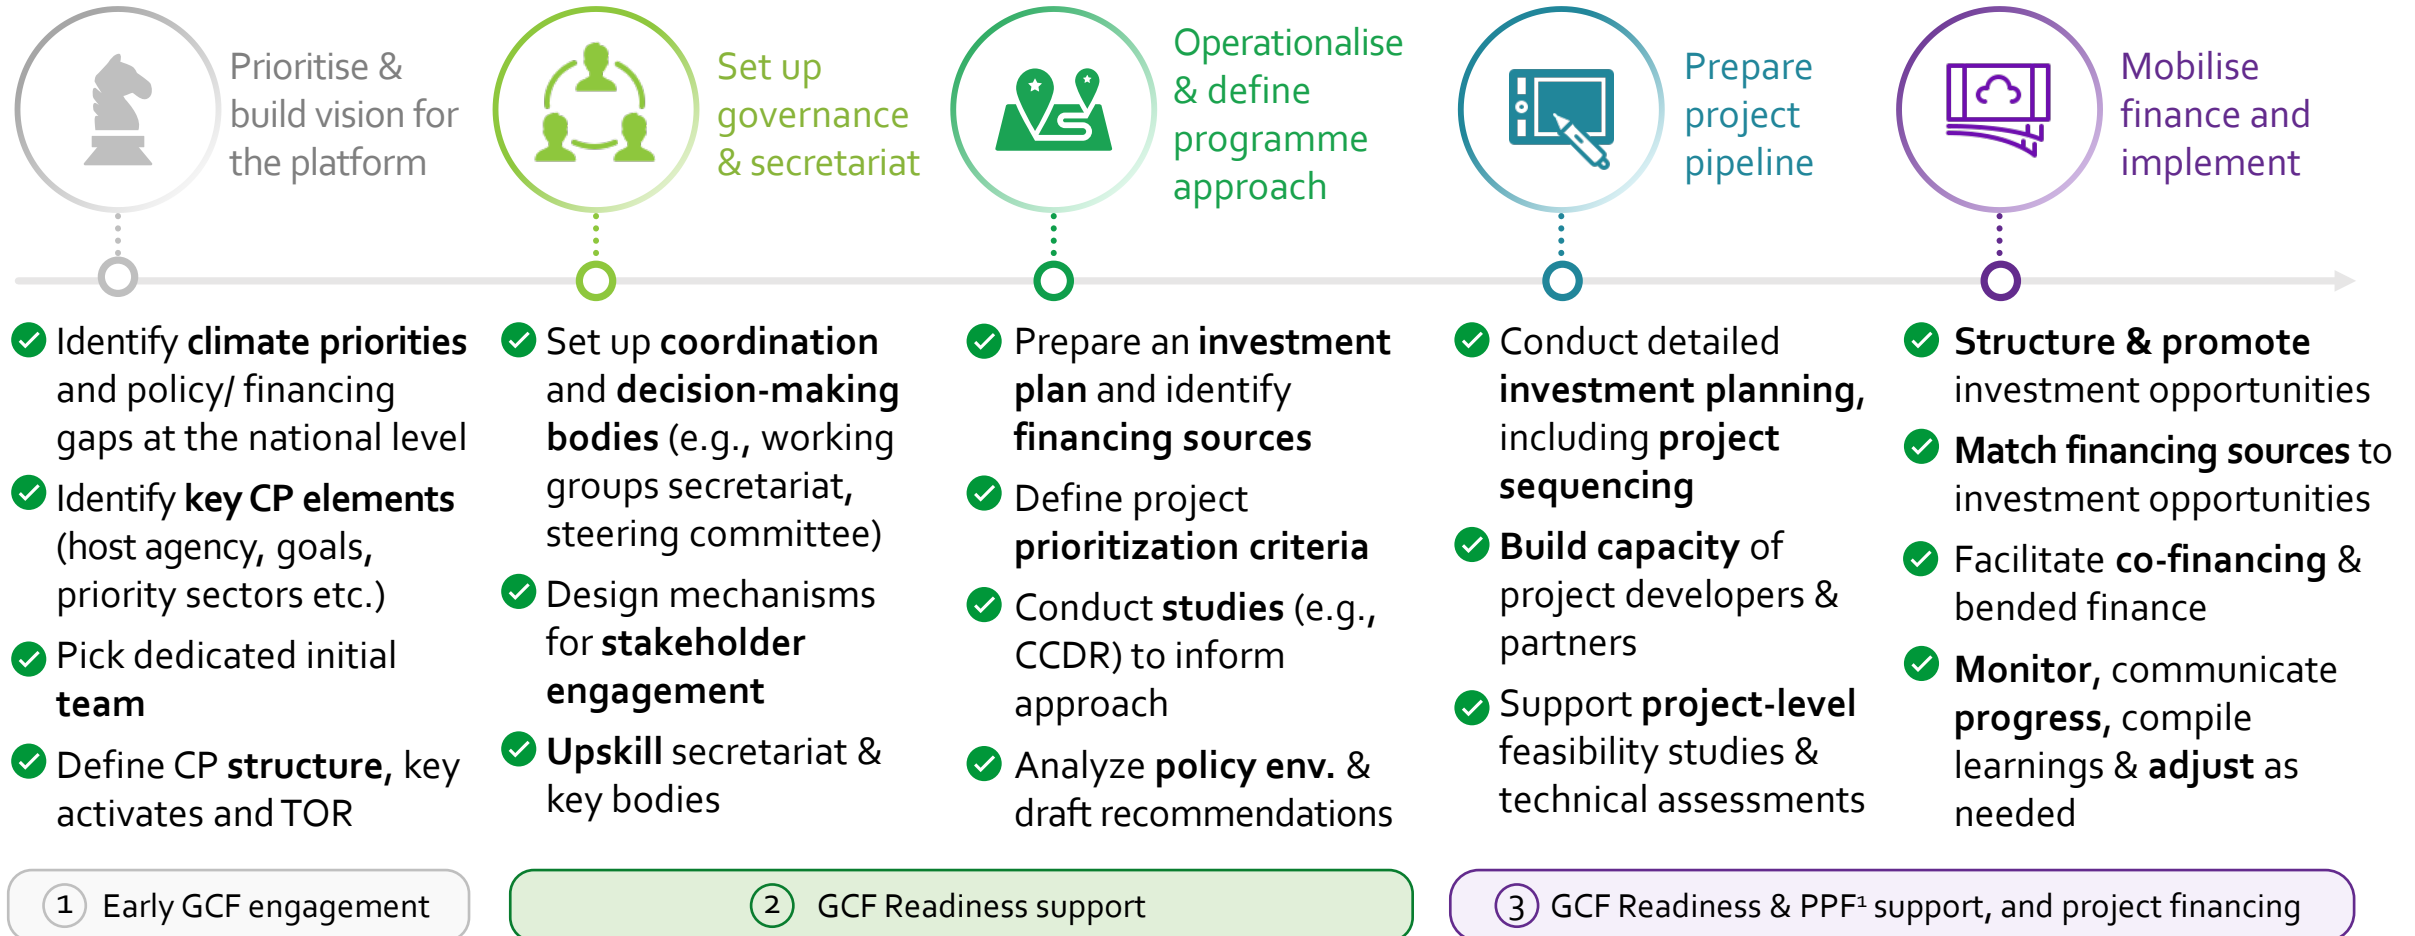 Prioritise &
build vision for
the platform
Set up
governance
& secretariat
Operationalise
& define
programme
approach
Prepare
project
pipeline
Mobilise
finance and
implement
Identify climate priorities
and policy/ financing
gaps at the national level
Identify key CP elements
(host agency, goals,
priority sectors etc.)
Pick dedicated initial
team
Define CP structure, key
activates and TOR
Set up coordination
and decision-making
bodies (e.g., working
groups secretariat,
steering committee)
Design mechanisms
for stakeholder
engagement
Upskill secretariat &
key bodies
Prepare an investment
plan and identify
financing sources
Define project
prioritization criteria
Conduct studies (e.g.,
CCDR) to inform
approach
Analyze policy env. &
draft recommendations
Conduct detailed
investment planning,
including project
sequencing
Build capacity of
project developers &
partners
Support project-level
feasibility studies &
technical assessments
Structure & promote
investment opportunities
Match financing sources to
investment opportunities
Facilitate co-financing &
bended finance
Monitor, communicate
progress, compile
learnings & adjust as
needed
1 Early GCF engagement
2 GCF Readiness support
3 GCF Readiness & PPF¹ support, and project financing